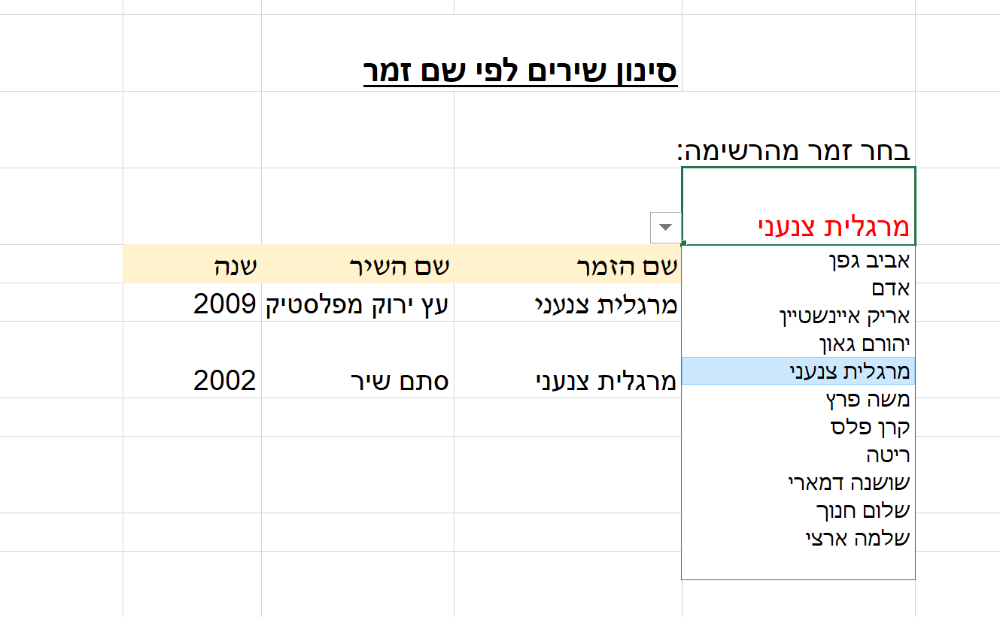 סינון שירים לפי שם זמר
בחר זמר מהרשימה:
מרגלית צנעני
שם הזמר שם השיר שנה
מרגלית צנעני עץ ירוק מפלסטיק 2009
מרגלית צנעני סתם שיר 2002
אביב גפן
אדם
אריק איינשטיין
יהורם גאון
מרגלית צנעני
משה פרץ
קרן פלס
ריטה
שושנה דמארי
שלום חנוך
שלמה ארצי